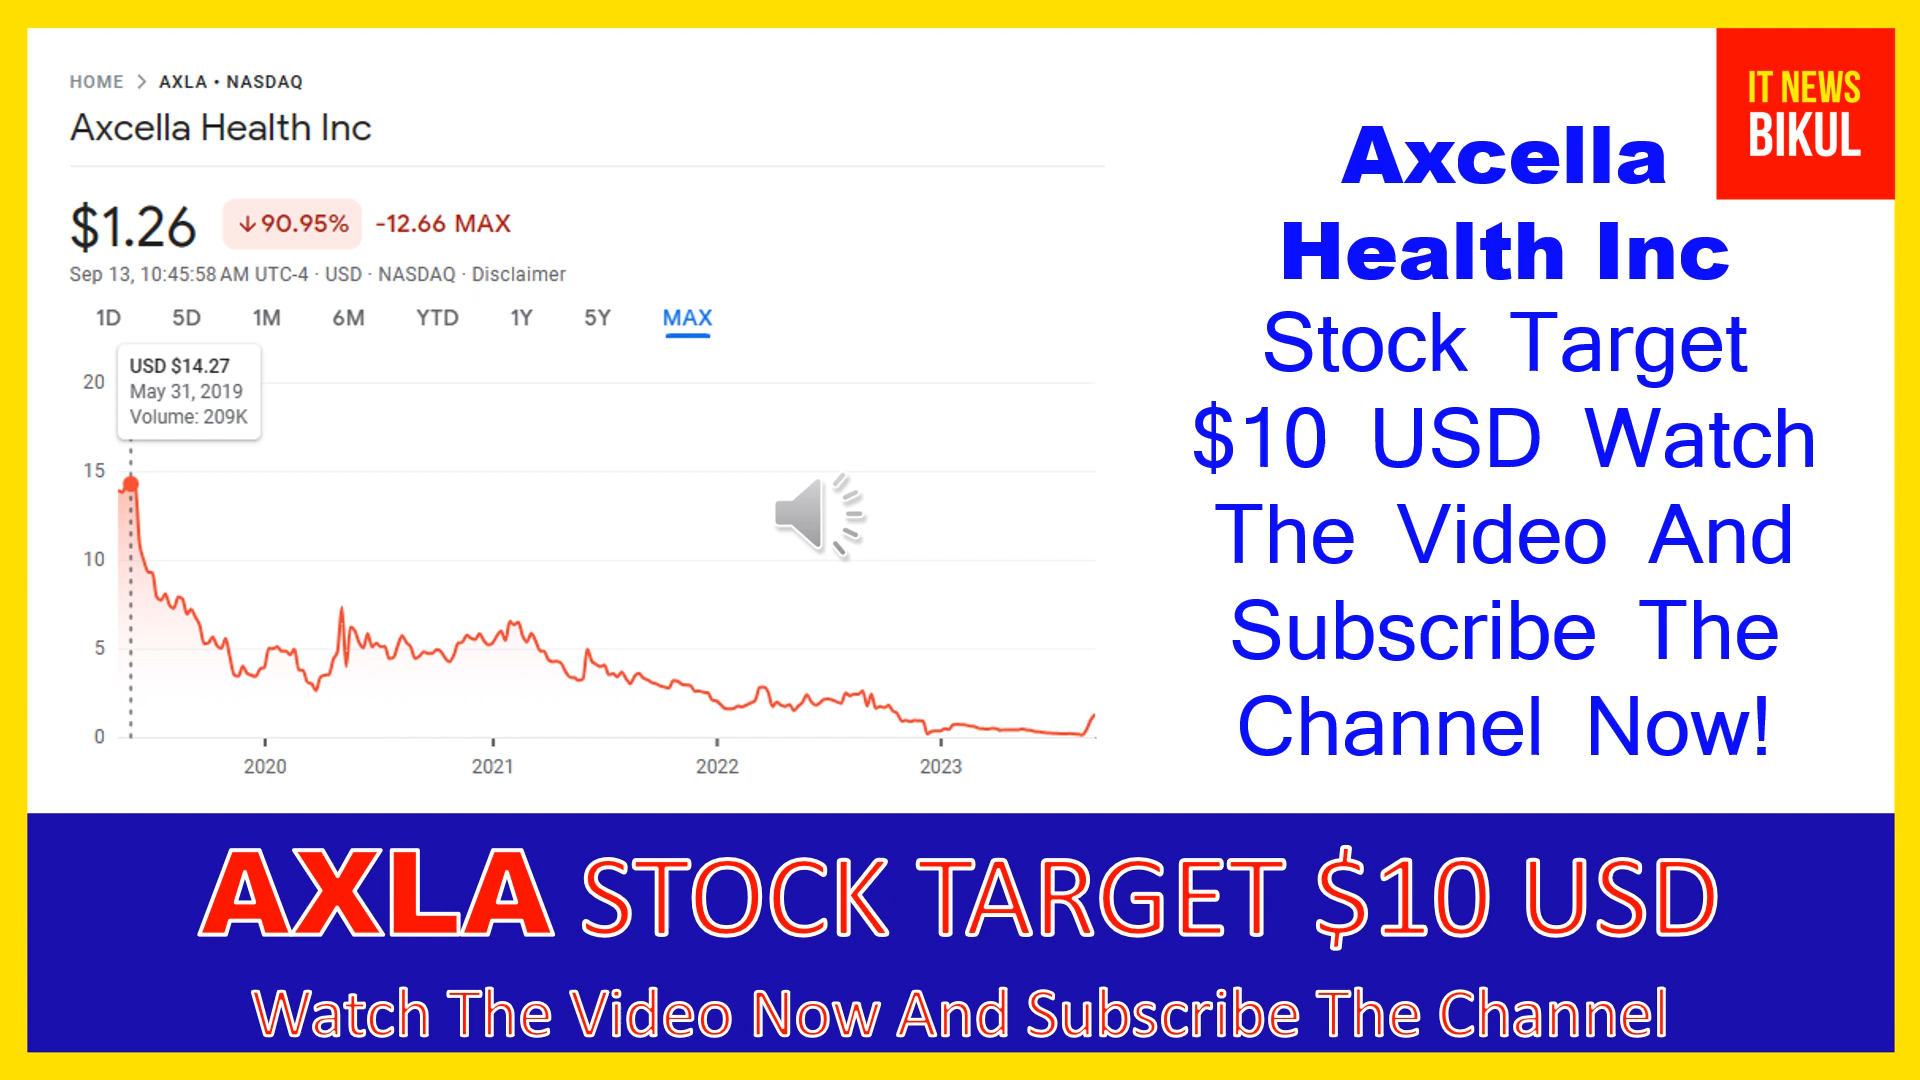 HOME > AXLA • NASDAQ
Axcella Health Inc
$1.26 ↓90.95% -12.66 MAX
Sep 13, 10:45:58 AM UTC-4 · USD · NASDAQ · Disclaimer
1D 5D 1M 6M YTD 1Y 5Y MAX
USD $14.27
May 31, 2019
Volume: 209K
20
15
10
5
0
2020 2021 2022 2023
IT NEWS
BIKUL
Axcella
Health Inc
Stock Target
$10 USD Watch
The Video And
Subscribe The
Channel Now!
AXLA STOCK TARGET $10 USD
Watch The Video Now And Subscribe The Channel